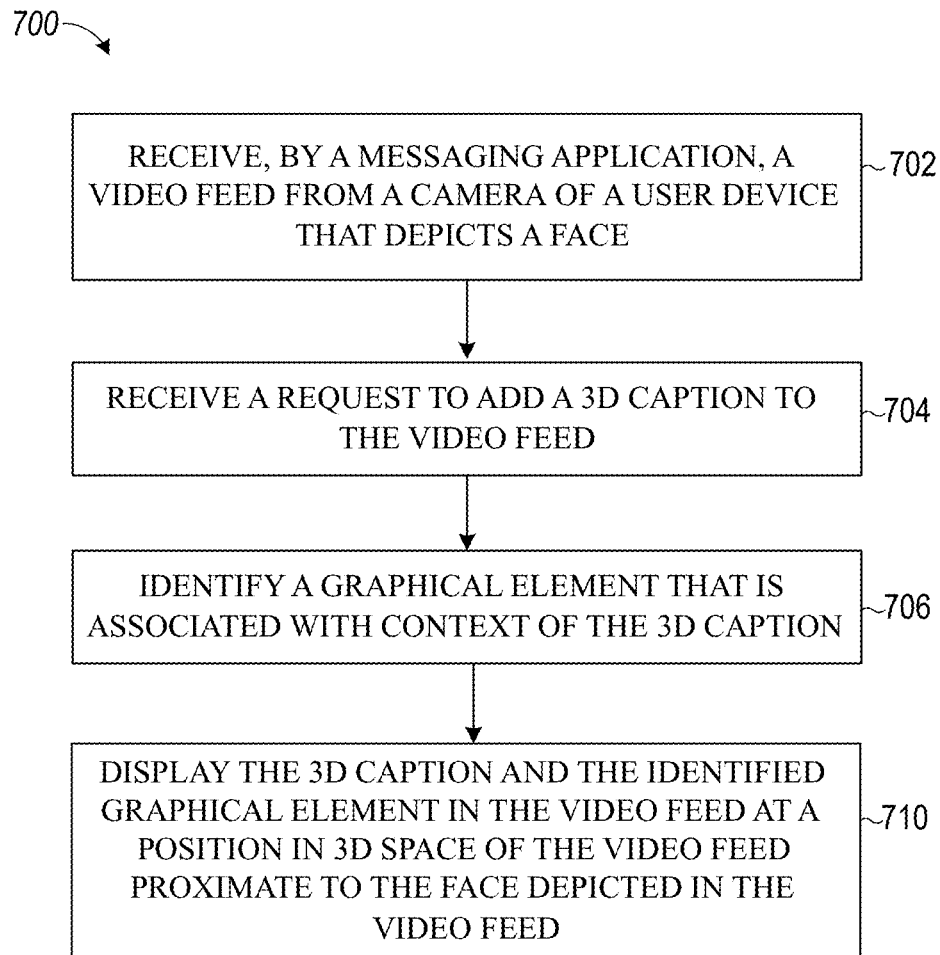 700
RECEIVE, BY A MESSAGING APPLICATION, A
VIDEO FEED FROM A CAMERA OF A USER DEVICE
THAT DEPICTS A FACE
702
RECEIVE A REQUEST TO ADD A 3D CAPTION TO
THE VIDEO FEED
704
IDENTIFY A GRAPHICAL ELEMENT THAT IS
ASSOCIATED WITH CONTEXT OF THE 3D CAPTION
706
DISPLAY THE 3D CAPTION AND THE IDENTIFIED
GRAPHICAL ELEMENT IN THE VIDEO FEED AT A
POSITION IN 3D SPACE OF THE VIDEO FEED
PROXIMATE TO THE FACE DEPICTED IN THE
VIDEO FEED
710